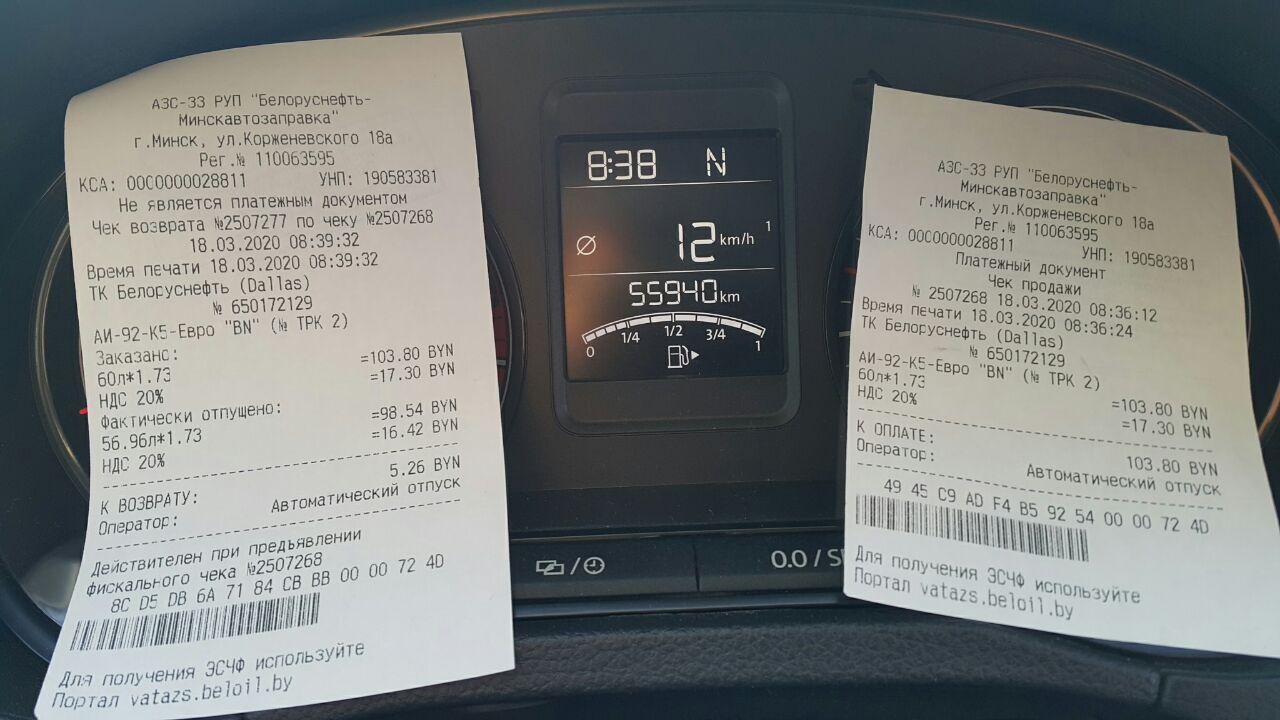 АЗС-33 РУП "Белоруснефть-
Минскавтозаправка"
г.Минск, ул.Корженевского 18а
Рег.№ 110063595
КСА: 0000000028811 УНП: 190583381
Не является платежным документом
Чек возврата №2507277 по чеку №2507268
18.03.2020 08:39:32
Время печати 18.03.2020 08:39:32
ТК Белоруснефть (Dallas)
№ 650172129
АИ-92-К5-Евро "BN" (№ ТРК 2)
Заказано:
60л*1.73 =103.80 BYN
НДС 20% =17.30 BYN
Фактически отпущено:
56.96л*1.73 =98.54 BYN
НДС 20% =16.42 BYN
К ВОЗВРАТУ: 5.26 BYN
Оператор: Автоматический отпуск
Действителен при предъявлении
фискального чека №2507268
8C D5 DB 6A 71 84 CB BB 00 00 72 4D
Для получения ЭСЧФ используйте
Портал vatazs.beloil.by
8:38 N
12 km/h 1
55940 km
0 1/4 1/2 3/4 1
0.0 / S
АЗС-33 РУП "Белоруснефть-
Минскавтозаправка"
г.Минск, ул.Корженевского 18а
Рег.№ 110063595
КСА: 0000000028811 УНП: 190583381
Платежный документ
Чек продажи
№ 2507268 18.03.2020 08:36:12
Время печати 18.03.2020 08:36:24
ТК Белоруснефть (Dallas)
№ 650172129
АИ-92-К5-Евро "BN" (№ ТРК 2)
60л*1.73 =103.80 BYN
НДС 20% =17.30 BYN
К ОПЛАТЕ: 103.80 BYN
Оператор: Автоматический отпуск
49 45 C9 AD F4 B5 92 54 00 00 72 4D
Для получения ЭСЧФ используйте
Портал vatazs.beloil.by